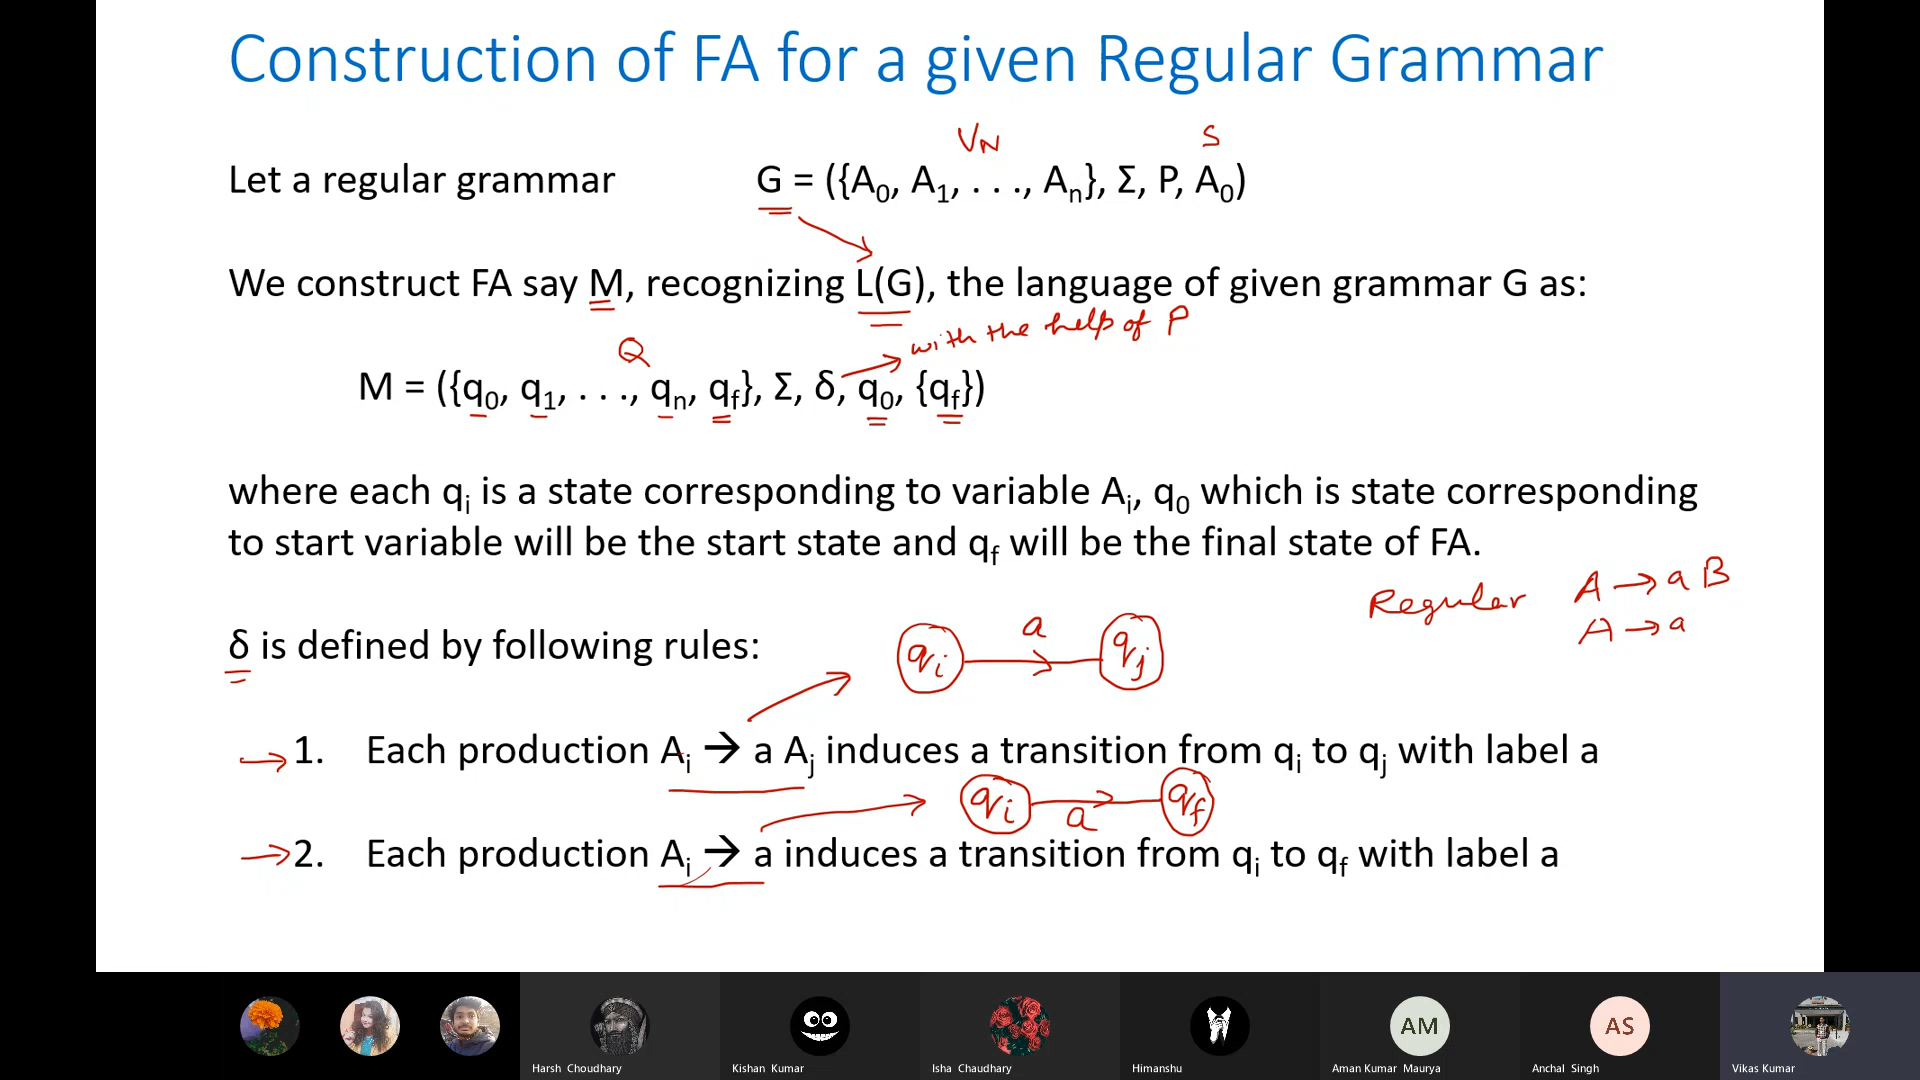 Construction of FA for a given Regular Grammar
V_N S
Let a regular grammar G = ({A₀, A₁, . . ., Aₙ}, Σ, P, A₀)
We construct FA say M, recognizing L(G), the language of given grammar G as:
with the help of P
Q
M = ({q₀, q₁, . . ., qₙ, q_f}, Σ, δ, q₀, {q_f})
where each qᵢ is a state corresponding to variable Aᵢ, q₀ which is state corresponding
to start variable will be the start state and q_f will be the final state of FA.
Regular A → a B
A → a
δ is defined by following rules:
qᵢ a qⱼ
1. Each production Aᵢ → a Aⱼ induces a transition from qᵢ to qⱼ with label a
qᵢ a q_f
2. Each production Aᵢ → a induces a transition from qᵢ to q_f with label a
AM AS
Harsh Choudhary Kishan Kumar Isha Chaudhary Himanshu Aman Kumar Maurya Anchal Singh Vikas Kumar